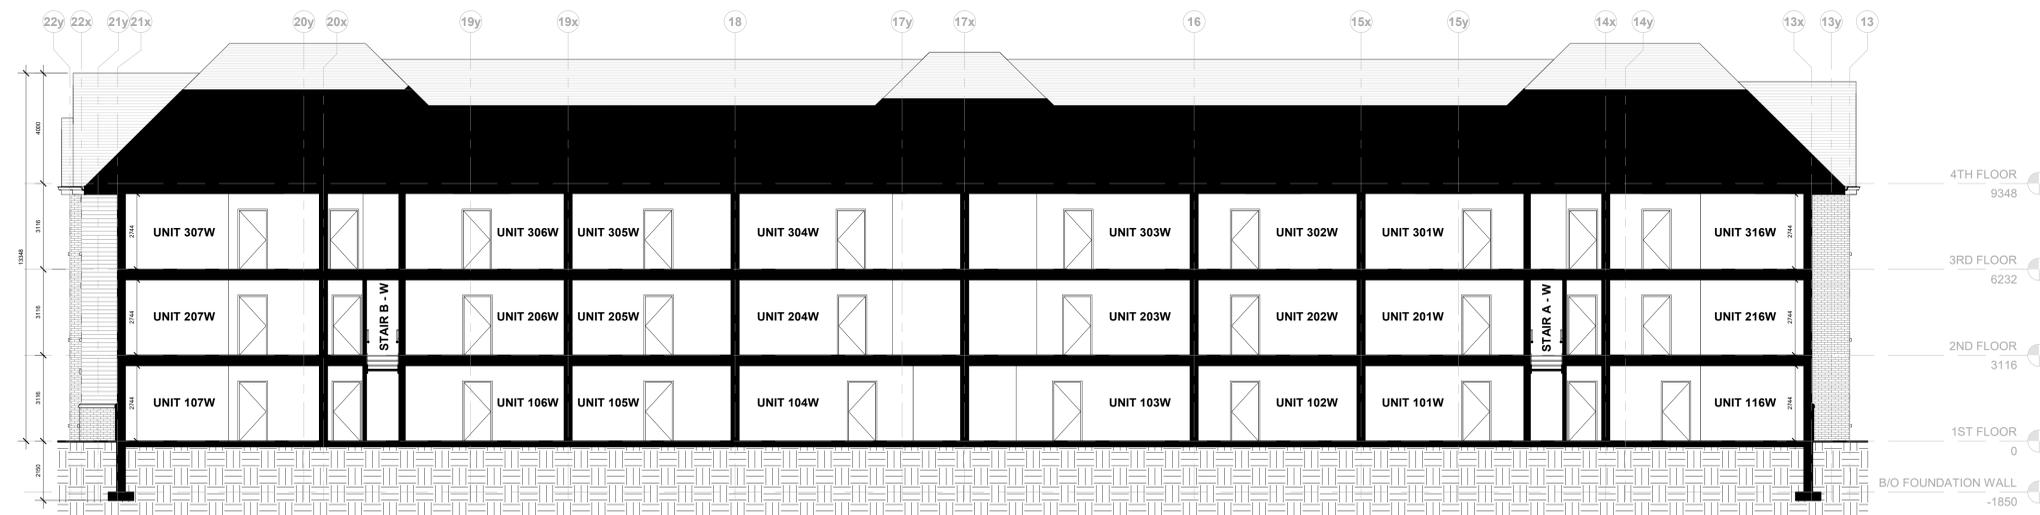 22y 22x 21y 21x 20y 20x 19y 19x 18 17y 17x 16 15x 15y 14x 14y 13x 13y 13
4000
3116
3116
3116
2150
13348
4TH FLOOR
9348
2744 UNIT 307W UNIT 306W UNIT 305W UNIT 304W UNIT 303W UNIT 302W UNIT 301W UNIT 316W 2744
3RD FLOOR
6232
2744 UNIT 207W STAIR B - W UNIT 206W UNIT 205W UNIT 204W UNIT 203W UNIT 202W UNIT 201W STAIR A - W UNIT 216W 2744
2ND FLOOR
3116
2744 UNIT 107W UNIT 106W UNIT 105W UNIT 104W UNIT 103W UNIT 102W UNIT 101W UNIT 116W 2744
1ST FLOOR
0
B/O FOUNDATION WALL
-1850